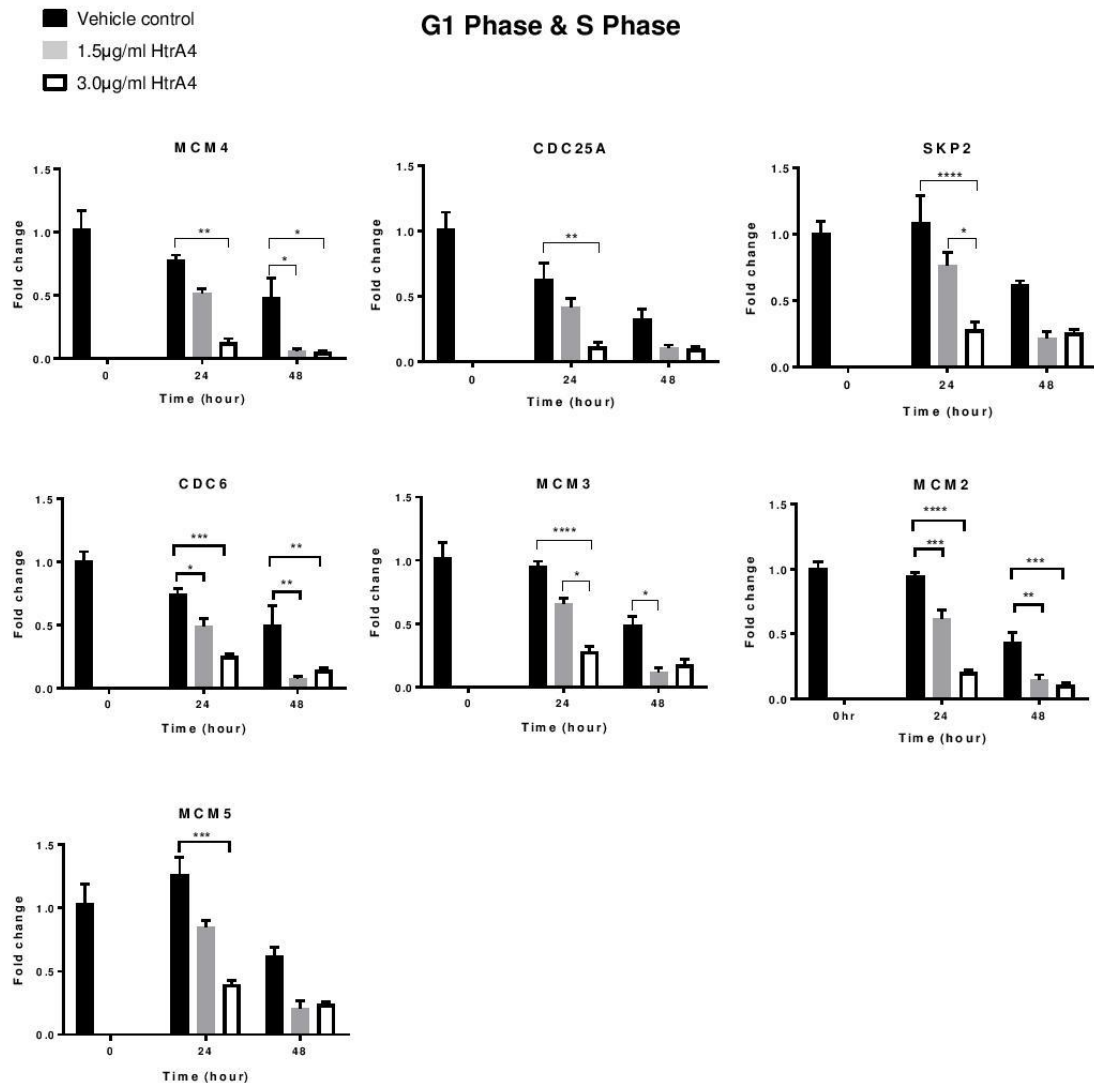 Vehicle control
1.5µg/ml HtrA4
3.0µg/ml HtrA4
G1 Phase & S Phase
MCM4
Fold change
1.5
1.0
0.5
0.0
**
*
*
0 24 48
Time (hour)
CDC25A
Fold change
1.5
1.0
0.5
0.0
**
0 24 48
Time (hour)
SKP2
Fold change
1.5
1.0
0.5
0.0
****
*
0 24 48
Time (hour)
CDC6
Fold change
1.5
1.0
0.5
0.0
***
*
**
**
0 24 48
Time (hour)
MCM3
Fold change
1.5
1.0
0.5
0.0
****
*
*
0 24 48
Time (hour)
MCM2
Fold change
1.5
1.0
0.5
0.0
****
***
***
**
0hr 24 48
Time (hour)
MCM5
Fold change
1.5
1.0
0.5
0.0
***
0 24 48
Time (hour)